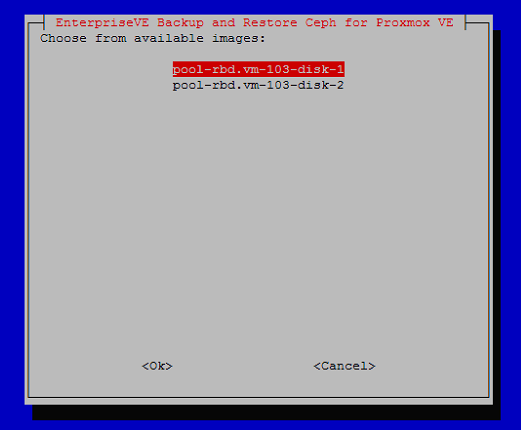 EnterpriseVE Backup and Restore Ceph for Proxmox VE
Choose from available images:
pool-rbd.vm-103-disk-1
pool-rbd.vm-103-disk-2
<Ok> <Cancel>